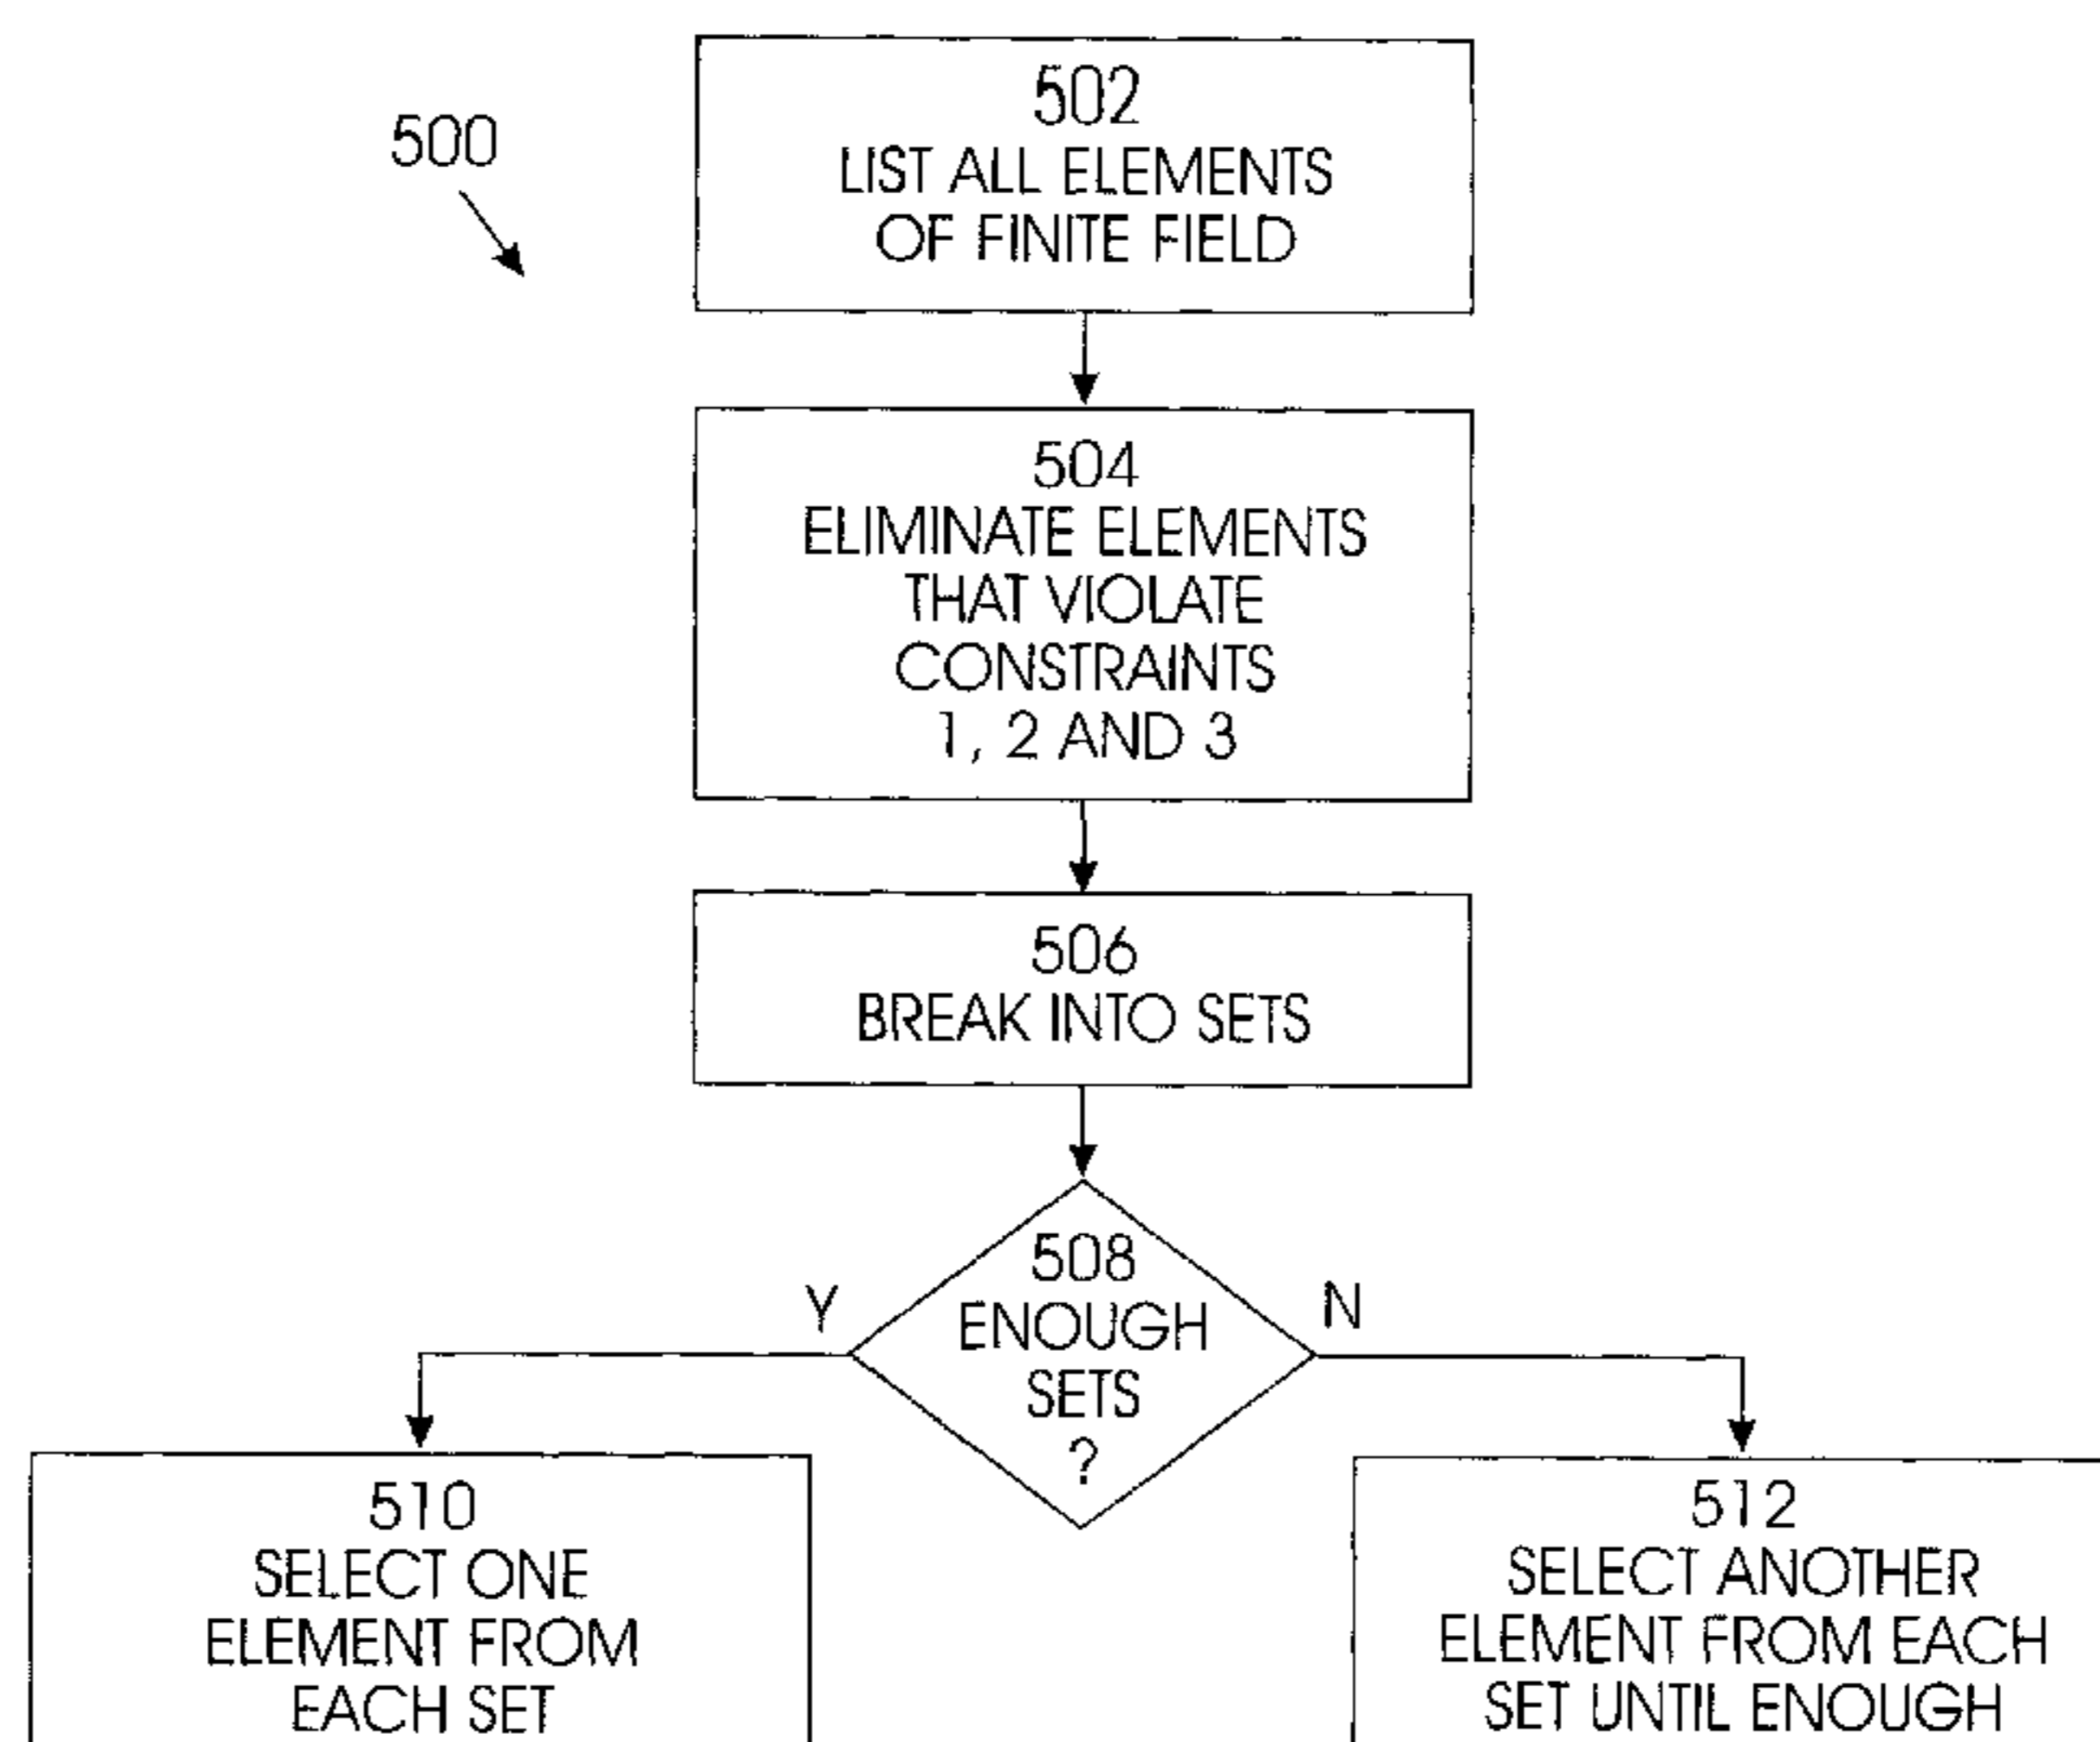 500
502
LIST ALL ELEMENTS
OF FINITE FIELD
504
ELIMINATE ELEMENTS
THAT VIOLATE
CONSTRAINTS
1, 2 AND 3
506
BREAK INTO SETS
508
ENOUGH
SETS
?
Y
N
510
SELECT ONE
ELEMENT FROM
EACH SET
512
SELECT ANOTHER
ELEMENT FROM EACH
SET UNTIL ENOUGH